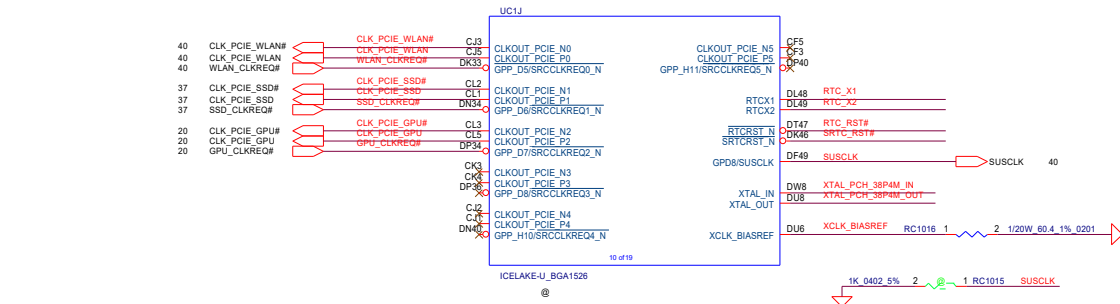 UC1J
40 CLK_PCIE_WLAN# CLK_PCIE_WLAN# CJ3 CLKOUT_PCIE_N0 CLKOUT_PCIE_N5 CF5
40 CLK_PCIE_WLAN CLK_PCIE_WLAN CJ5 CLKOUT_PCIE_P0 CLKOUT_PCIE_P5 CF3
40 WLAN_CLKREQ# WLAN_CLKREQ# DK33 GPP_D5/SRCCLKREQ0_N GPP_H11/SRCCLKREQ5_N DP40
37 CLK_PCIE_SSD# CLK_PCIE_SSD# CL2 CLKOUT_PCIE_N1
37 CLK_PCIE_SSD CLK_PCIE_SSD CL1 CLKOUT_PCIE_P1 RTCX1 DL48 RTC_X1
37 SSD_CLKREQ# SSD_CLKREQ# DN34 GPP_D6/SRCCLKREQ1_N RTCX2 DL49 RTC_X2
20 CLK_PCIE_GPU# CLK_PCIE_GPU# CL3 CLKOUT_PCIE_N2 RTCRST_N DT47 RTC_RST#
20 CLK_PCIE_GPU CLK_PCIE_GPU CL5 CLKOUT_PCIE_P2 SRTCRST_N DK46 SRTC_RST#
20 GPU_CLKREQ# GPU_CLKREQ# DP34 GPP_D7/SRCCLKREQ2_N
GPD8/SUSCLK DF49 SUSCLK SUSCLK 40
CK3 CLKOUT_PCIE_N3
CK4 CLKOUT_PCIE_P3
DP36 GPP_D8/SRCCLKREQ3_N XTAL_IN DW8 XTAL_PCH_38P4M_IN
XTAL_OUT DU8 XTAL_PCH_38P4M_OUT
CJ2 CLKOUT_PCIE_N4
CJ1 CLKOUT_PCIE_P4
DN40 GPP_H10/SRCCLKREQ4_N XCLK_BIASREF DU6 XCLK_BIASREF RC1016 1 2 1/20W_60.4_1%_0201
10 of 19
ICELAKE-U_BGA1526
@
1K_0402_5% 2 @ 1 RC1015 SUSCLK